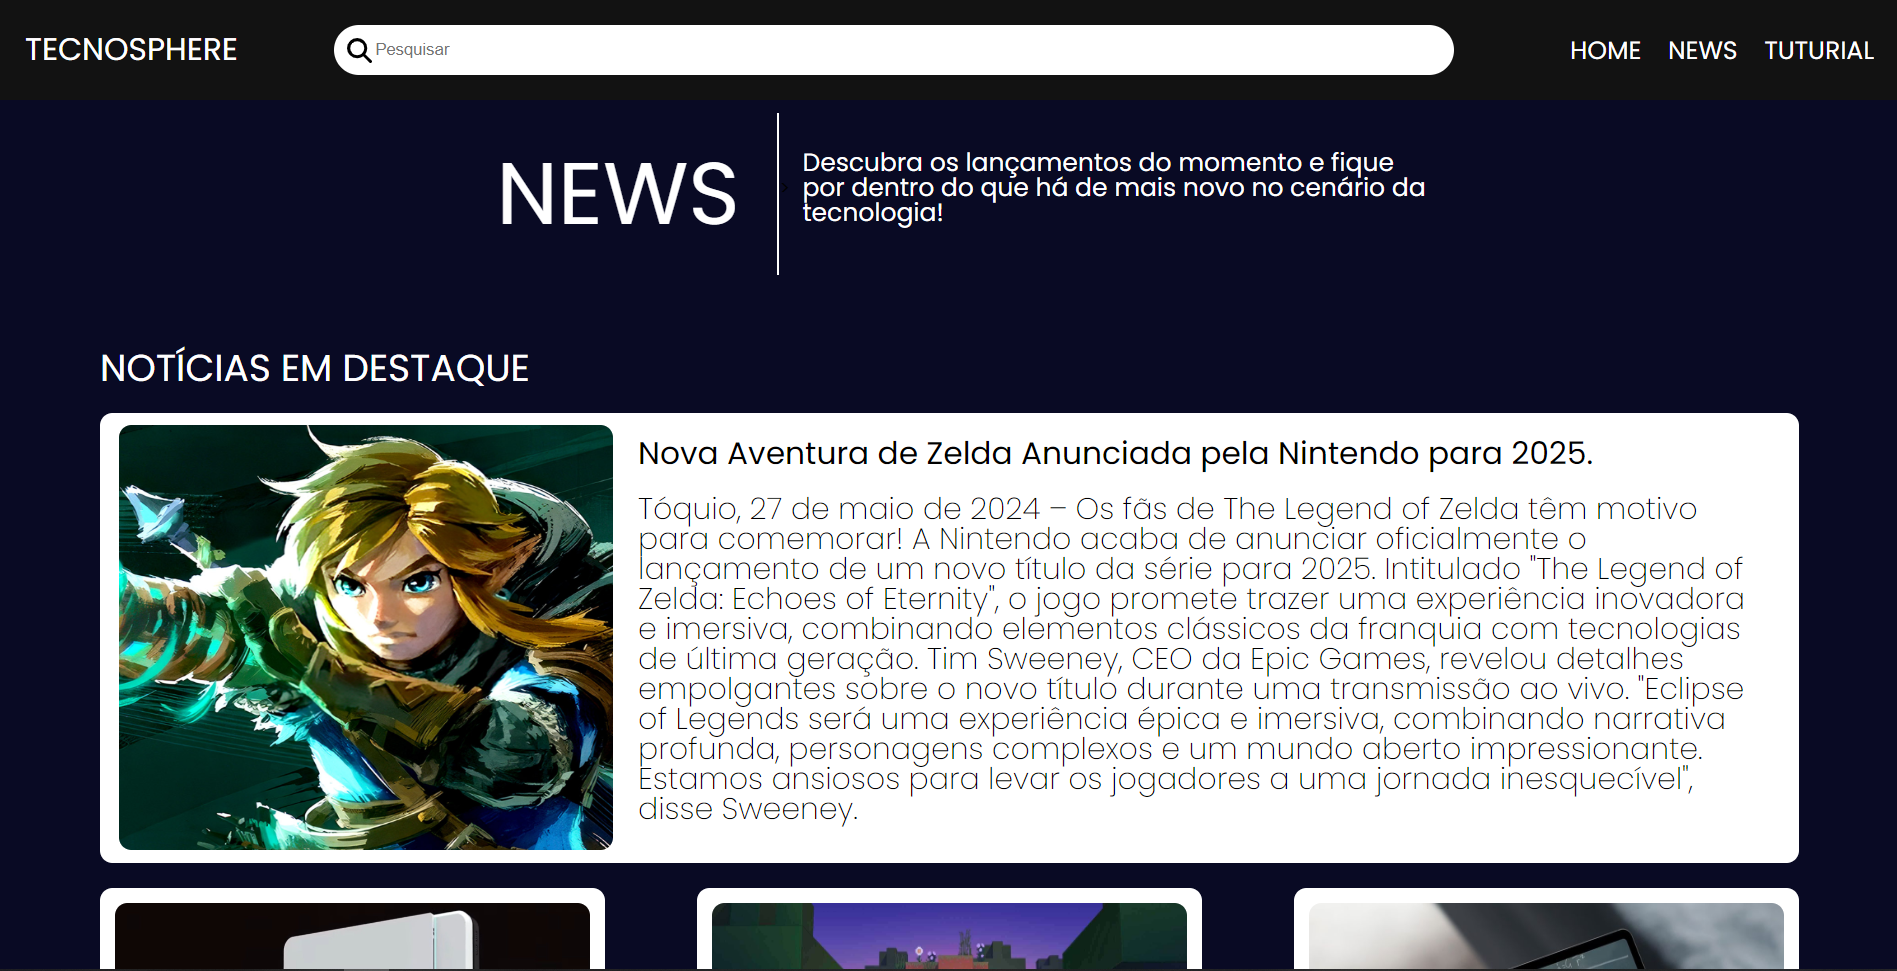 TECNOSPHERE
Pesquisar
HOME NEWS TUTURIAL
NEWS
Descubra os lançamentos do momento e fique
por dentro do que há de mais novo no cenário da
tecnologia!
NOTÍCIAS EM DESTAQUE
Nova Aventura de Zelda Anunciada pela Nintendo para 2025.
Tóquio, 27 de maio de 2024 – Os fãs de The Legend of Zelda têm motivo
para comemorar! A Nintendo acaba de anunciar oficialmente o
lançamento de um novo título da série para 2025. Intitulado "The Legend of
Zelda: Echoes of Eternity", o jogo promete trazer uma experiência inovadora
e imersiva, combinando elementos clássicos da franquia com tecnologias
de última geração. Tim Sweeney, CEO da Epic Games, revelou detalhes
empolgantes sobre o novo título durante uma transmissão ao vivo. "Eclipse
of Legends será uma experiência épica e imersiva, combinando narrativa
profunda, personagens complexos e um mundo aberto impressionante.
Estamos ansiosos para levar os jogadores a uma jornada inesquecível",
disse Sweeney.